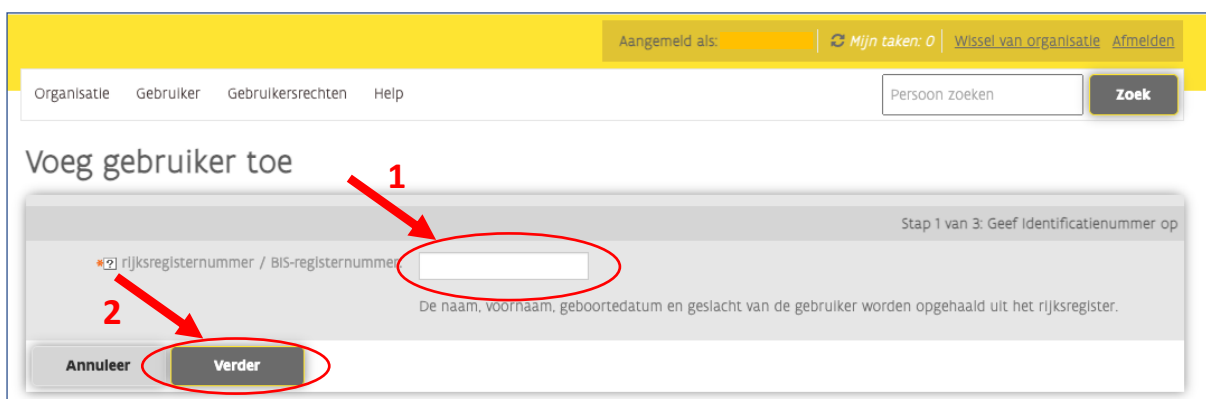 Aangemeld als: Mijn taken: 0 Wissel van organisatie Afmelden
Organisatie Gebruiker Gebruikersrechten Help Persoon zoeken Zoek
Voeg gebruiker toe
1
Stap 1 van 3: Geef Identificatienummer op
*? rijksregisternummer / BIS-registernummer:
De naam, voornaam, geboortedatum en geslacht van de gebruiker worden opgehaald uit het rijksregister.
2
Annuleer Verder